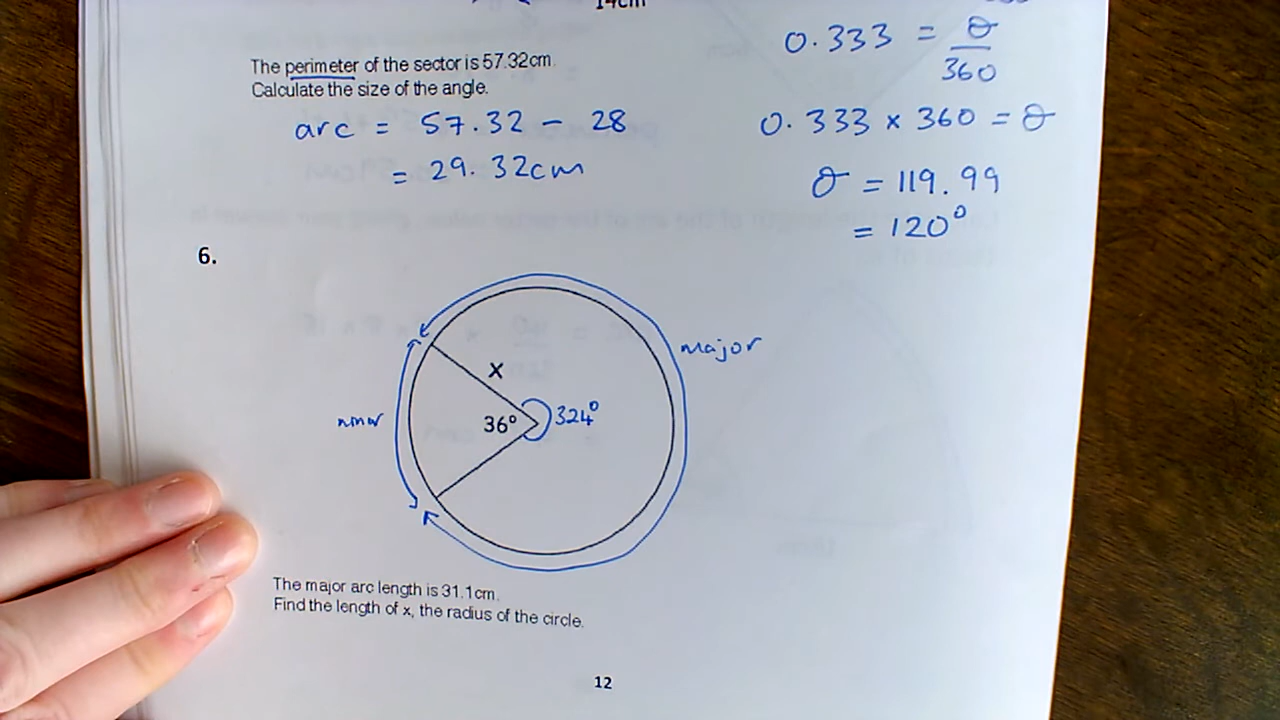 14cm
The perimeter of the sector is 57.32cm.
Calculate the size of the angle.
arc = 57.32 - 28
= 29.32cm
0.333 = θ/360
0.333 x 360 = θ
θ = 119.99
= 120°
6.
major
x
36°
324°
The major arc length is 31.1cm.
Find the length of x, the radius of the circle.
12